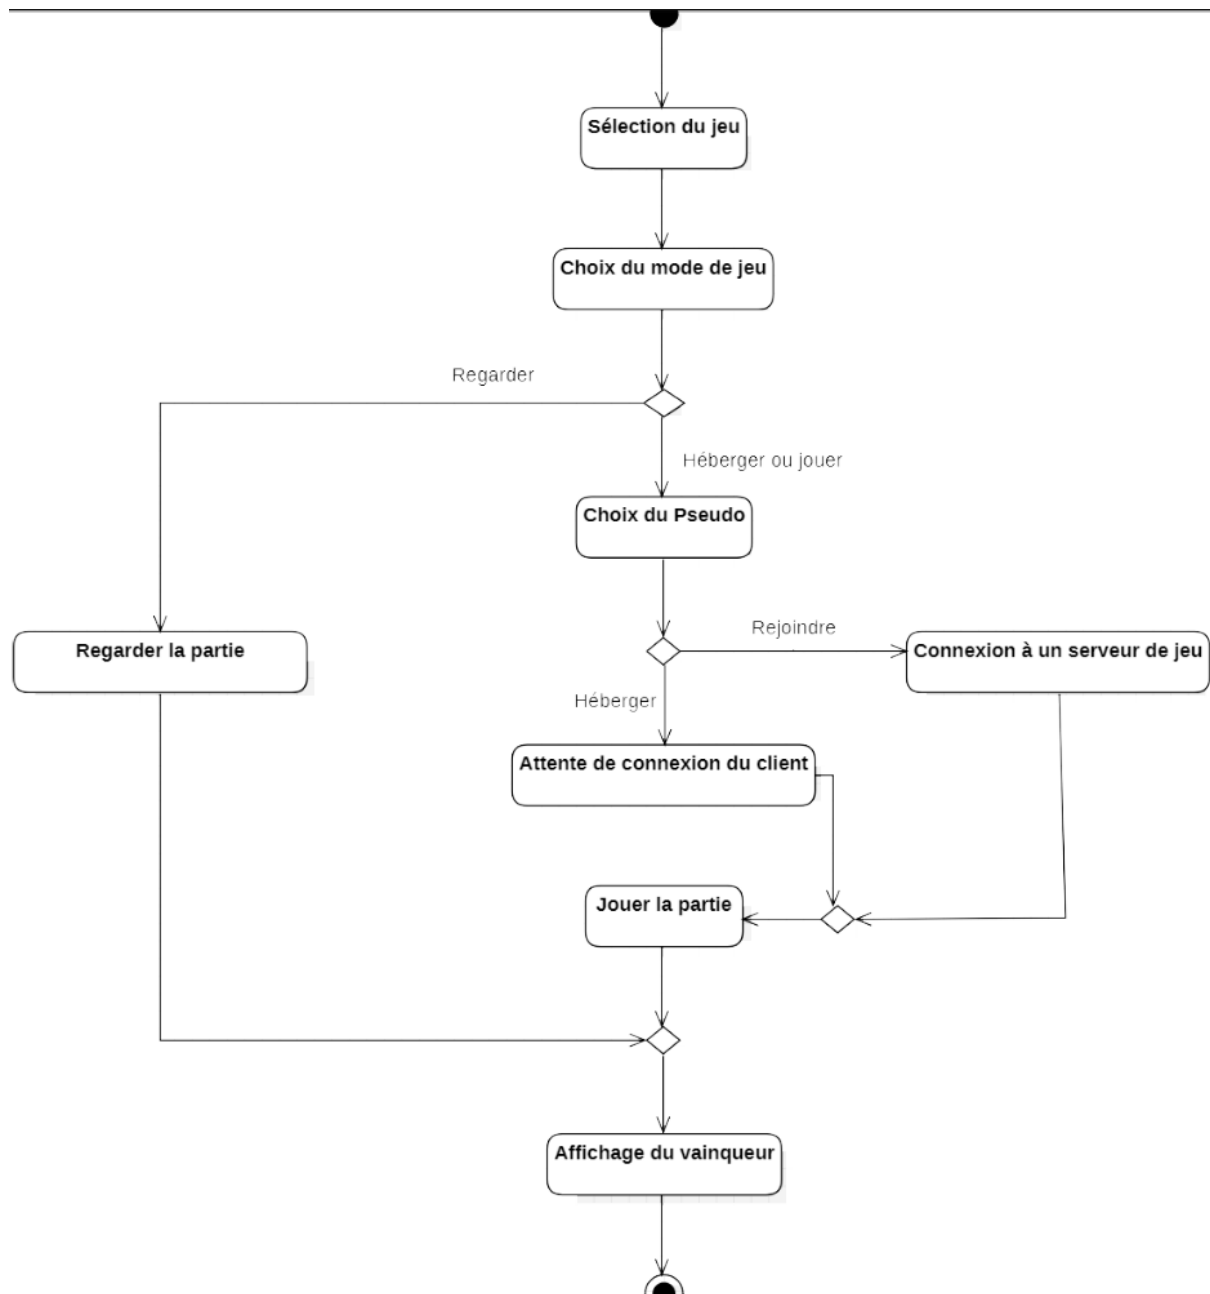 Sélection du jeu
Choix du mode de jeu
Regarder
Héberger ou jouer
Choix du Pseudo
Rejoindre
Regarder la partie
Connexion à un serveur de jeu
Héberger
Attente de connexion du client
Jouer la partie
Affichage du vainqueur